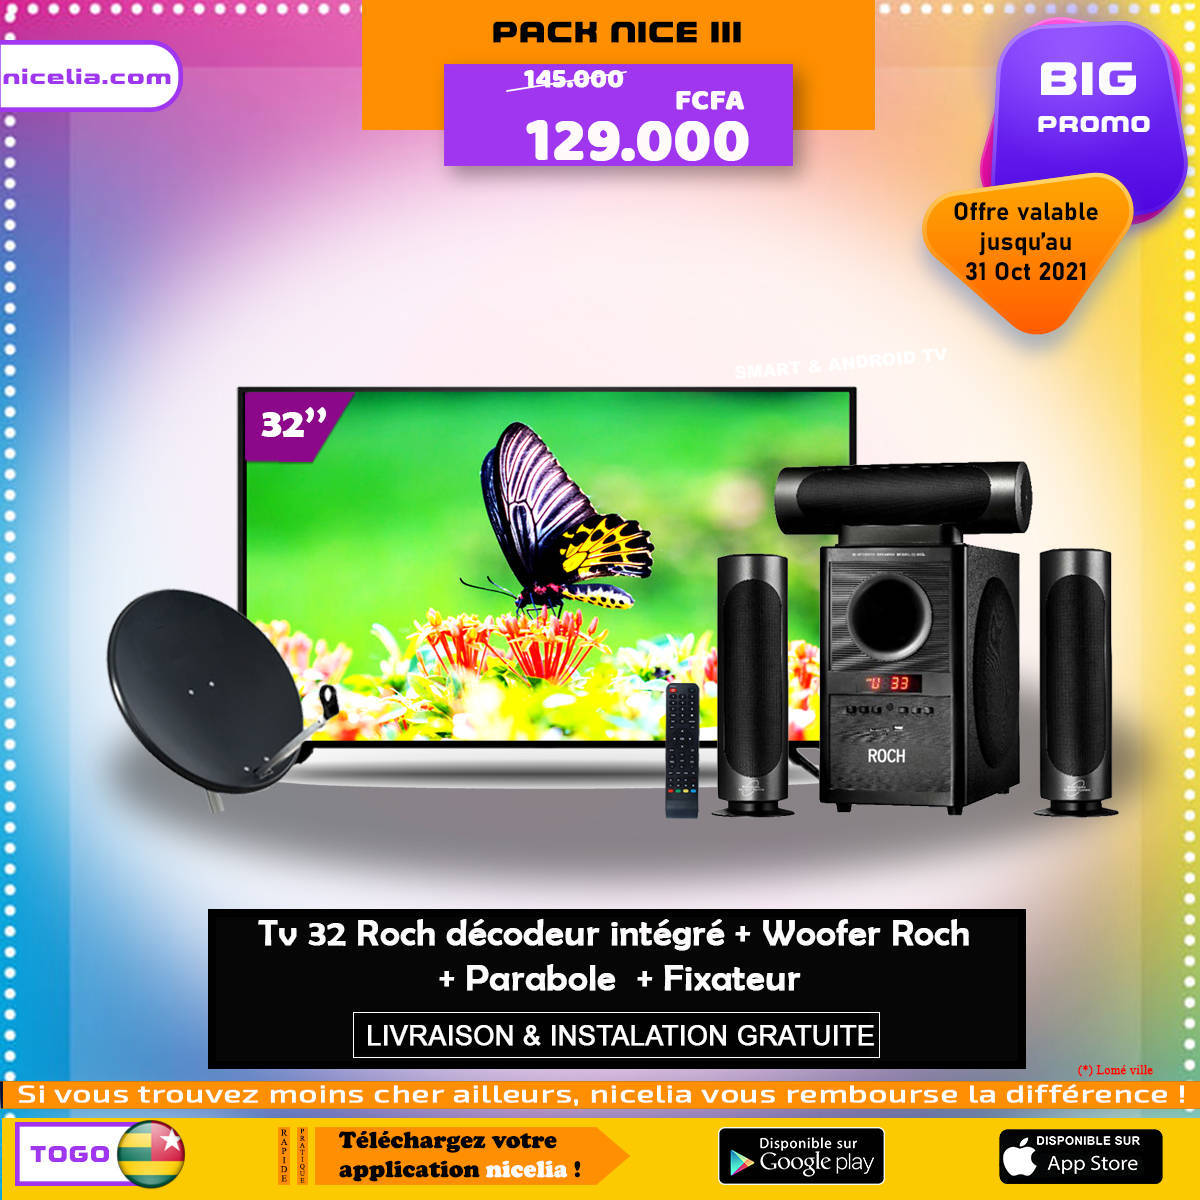 PACK NICE III
nicelia.com
145.000
FCFA
129.000
BIG
PROMO
Offre valable
jusqu'au
31 Oct 2021
SMART & ANDROID TV
32’’
33
ROCH
Tv 32 Roch décodeur intégré + Woofer Roch
+ Parabole + Fixateur
LIVRAISON & INSTALATION GRATUITE
(*) Lomé ville
Si vous trouvez moins cher ailleurs, nicelia vous rembourse la différence !
TOGO
RAPIDE
PRATIQUE
Téléchargez votre
application nicelia !
Disponible sur
Google play
DISPONIBLE SUR
App Store